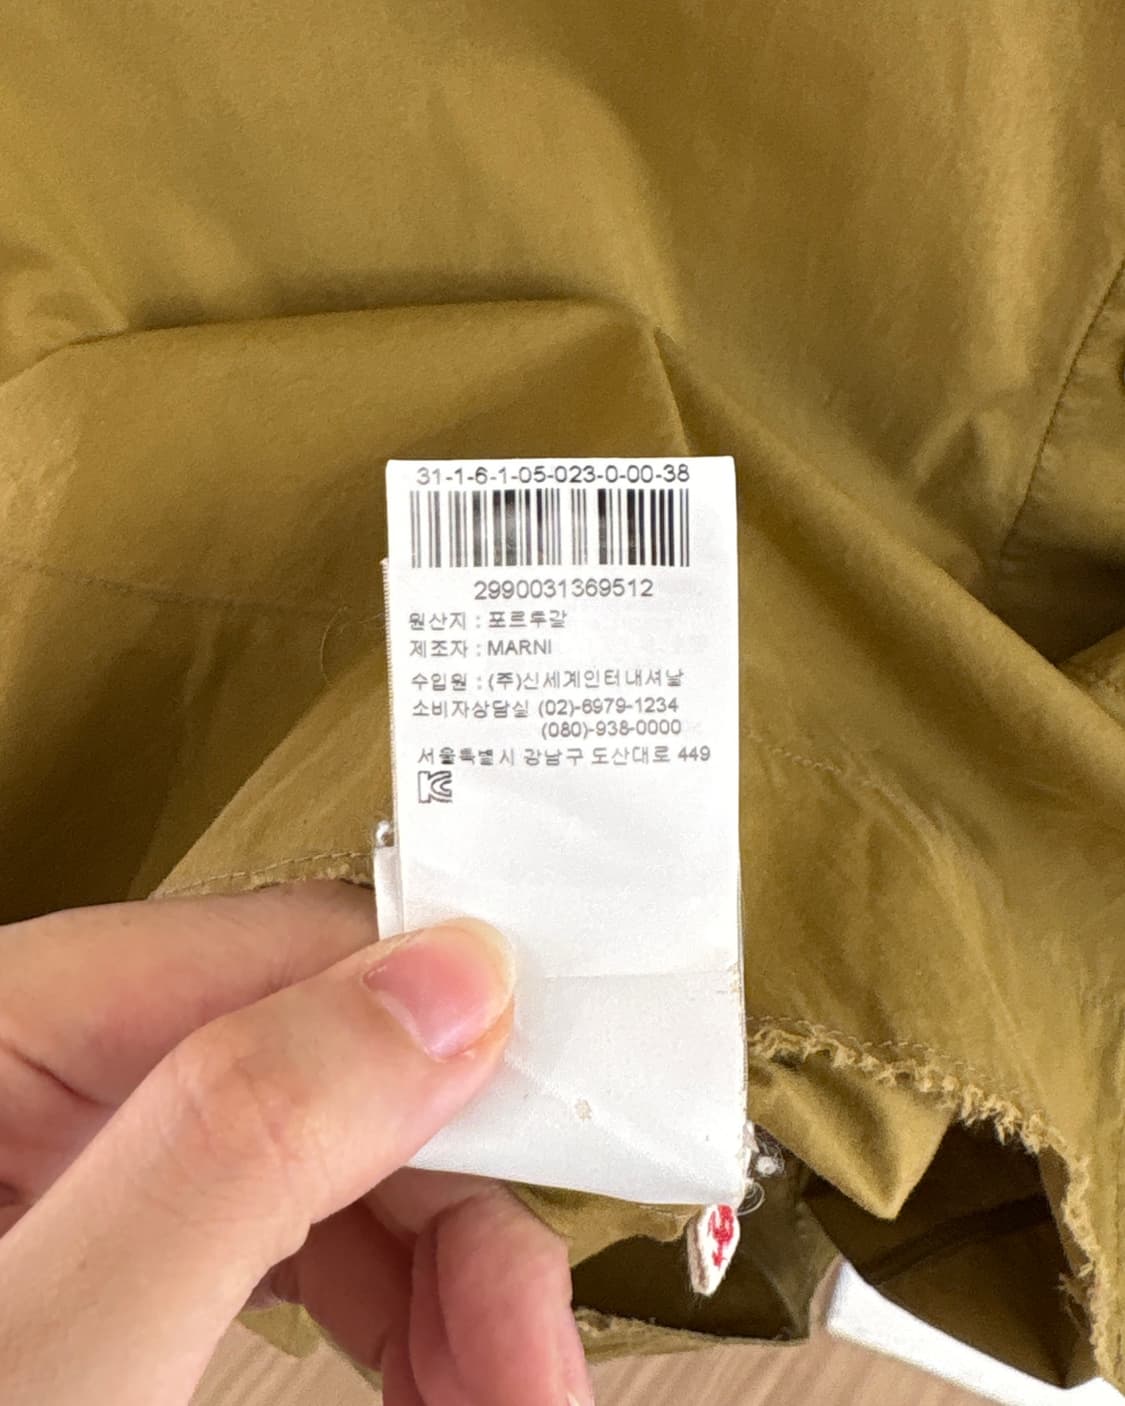 31-1-6-1-05-023-0-00-38
2990031369512
원산지 : 포르투갈
제조자 : MARNI
수입원 : (주)신세계인터내셔날
소비자상담실 (02)-6979-1234
(080)-938-0000
서울특별시 강남구 도산대로 449